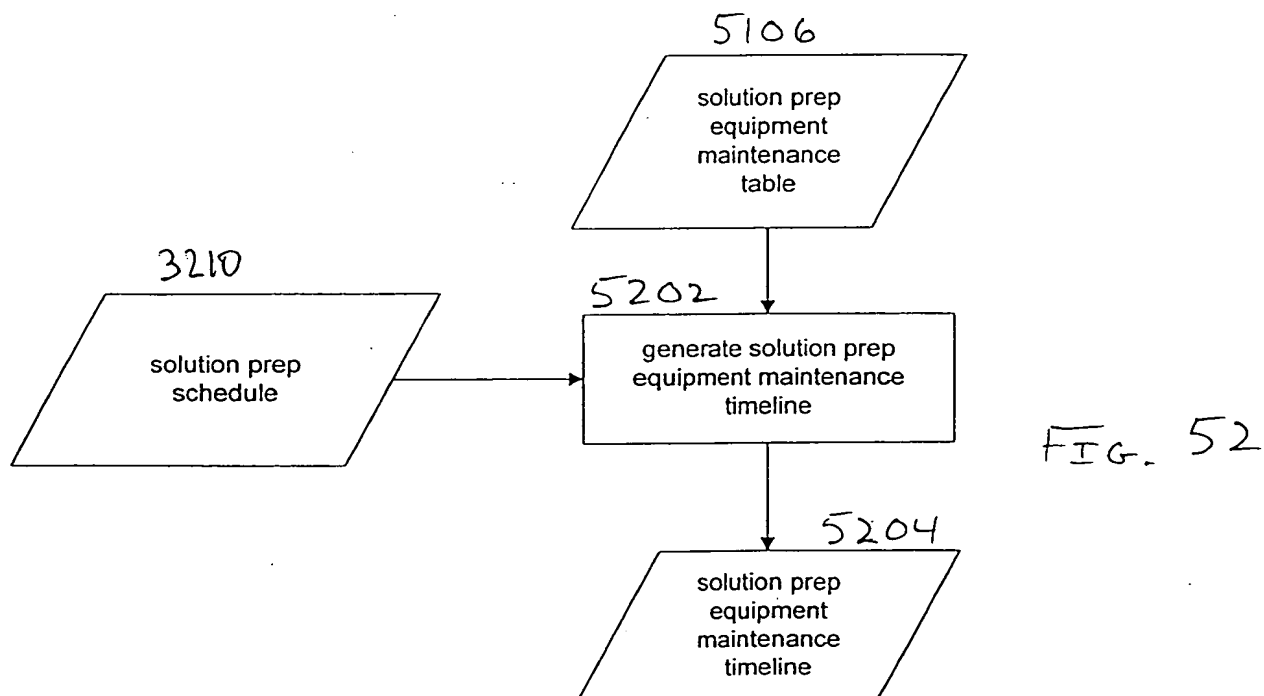 5106
solution prep
equipment
maintenance
table
3210
solution prep
schedule
5202
generate solution prep
equipment maintenance
timeline
FIG. 52
5204
solution prep
equipment
maintenance
timeline